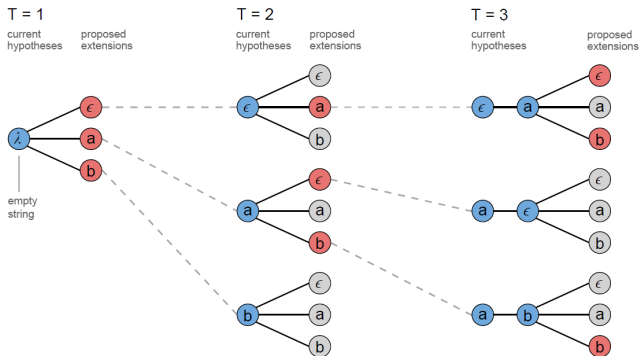 T = 1
T = 2
T = 3
current hypotheses
proposed extensions
current hypotheses
proposed extensions
current hypotheses
proposed extensions
λ
ϵ
a
b
empty string
ϵ
ϵ
a
b
a
ϵ
a
b
b
ϵ
a
b
ϵ
a
ϵ
a
b
a
ϵ
ϵ
a
b
a
b
ϵ
a
b